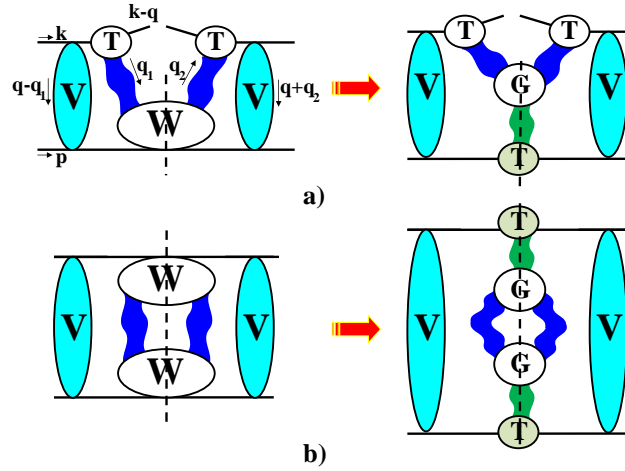 k-q
k T T T T
q-q₁ q₁ q₂ q+q₂
V V V G V
W
p T
a)
T
W G
V V V V
W G
T
b)